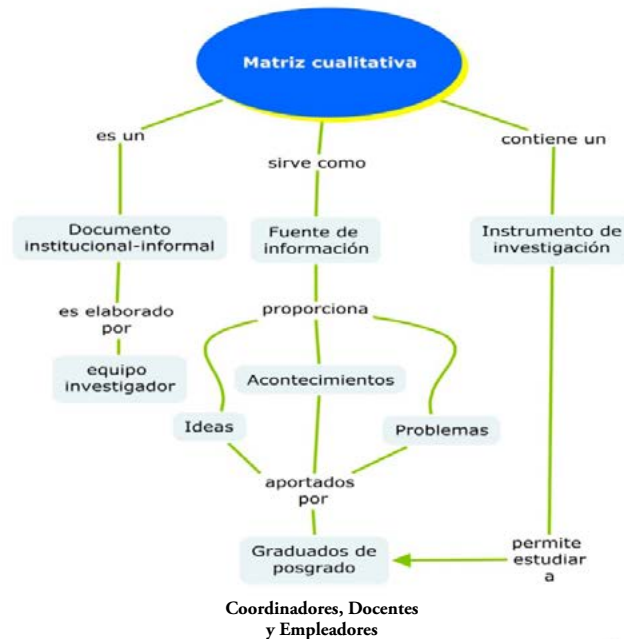 Matriz cualitativa
es un
sirve como
contiene un
Documento
institucional-informal
Fuente de
información
Instrumento de
investigación
es elaborado
por
proporciona
equipo
investigador
Acontecimientos
Ideas
Problemas
aportados
por
Graduados de
posgrado
permite
estudiar
a
Coordinadores, Docentes
y Empleadores